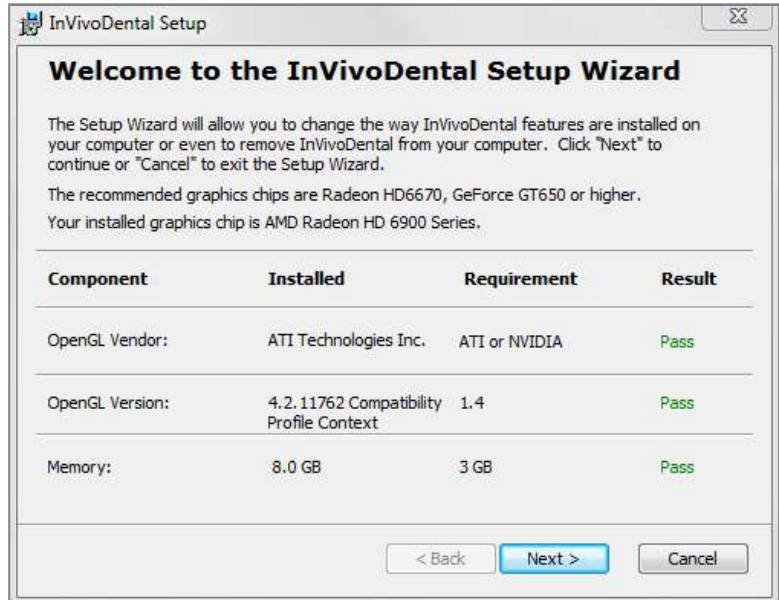 InVivoDental Setup
Welcome to the InVivoDental Setup Wizard
The Setup Wizard will allow you to change the way InVivoDental features are installed on
your computer or even to remove InVivoDental from your computer. Click "Next" to
continue or "Cancel" to exit the Setup Wizard.
The recommended graphics chips are Radeon HD6670, GeForce GT650 or higher.
Your installed graphics chip is AMD Radeon HD 6900 Series.
Component Installed Requirement Result
OpenGL Vendor: ATI Technologies Inc. ATI or NVIDIA Pass
OpenGL Version: 4.2.11762 Compatibility 1.4 Pass
Profile Context
Memory: 8.0 GB 3 GB Pass
< Back Next > Cancel